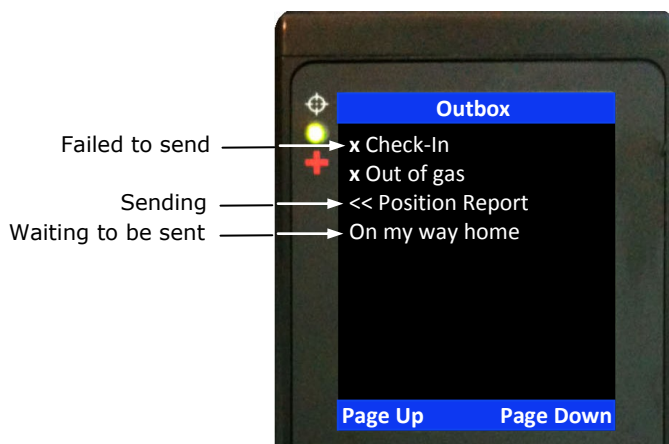 Outbox
Failed to send
x Check-In
x Out of gas
Sending
<< Position Report
Waiting to be sent
On my way home
Page Up
Page Down